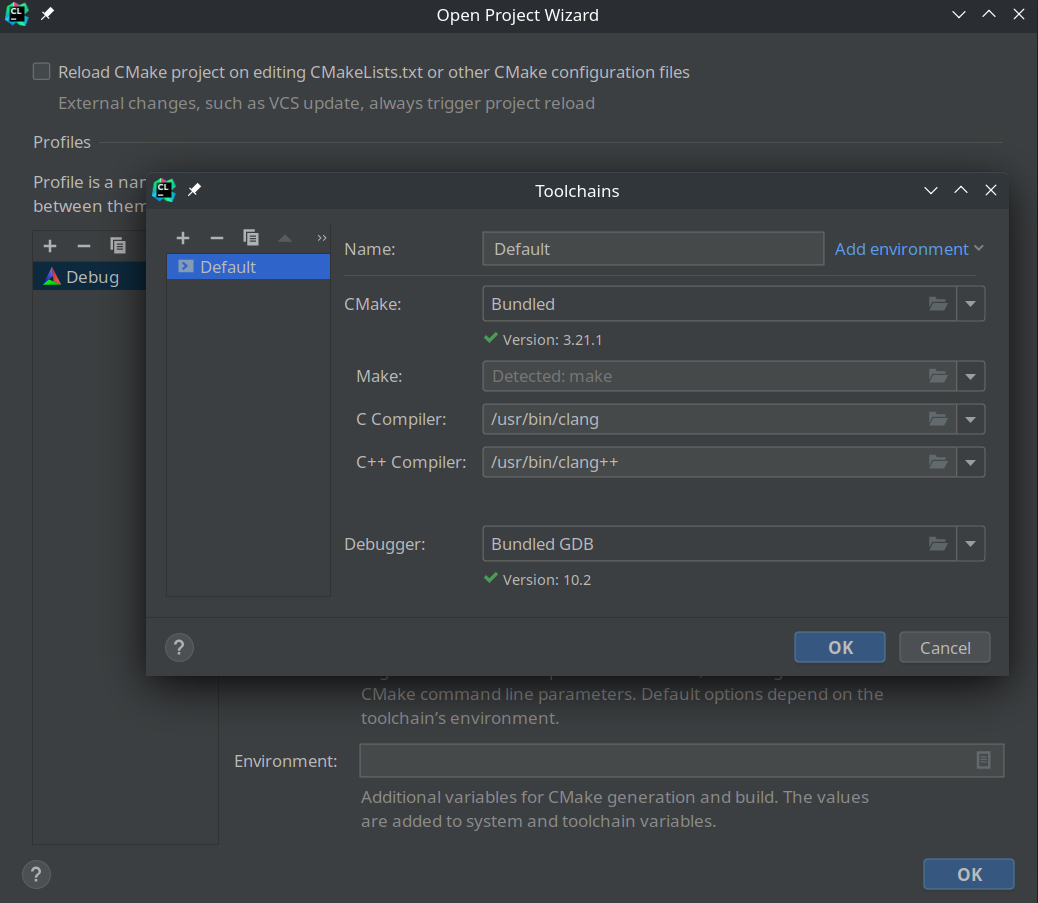 Open Project Wizard
Reload CMake project on editing CMakeLists.txt or other CMake configuration files
External changes, such as VCS update, always trigger project reload
Profiles
Profile is a nar
between them
Debug
Toolchains
Default
Name: Default Add environment
CMake: Bundled
Version: 3.21.1
Make: Detected: make
C Compiler: /usr/bin/clang
C++ Compiler: /usr/bin/clang++
Debugger: Bundled GDB
Version: 10.2
? OK Cancel
CMake command line parameters. Default options depend on the
toolchain's environment.
Environment:
Additional variables for CMake generation and build. The values
are added to system and toolchain variables.
? OK